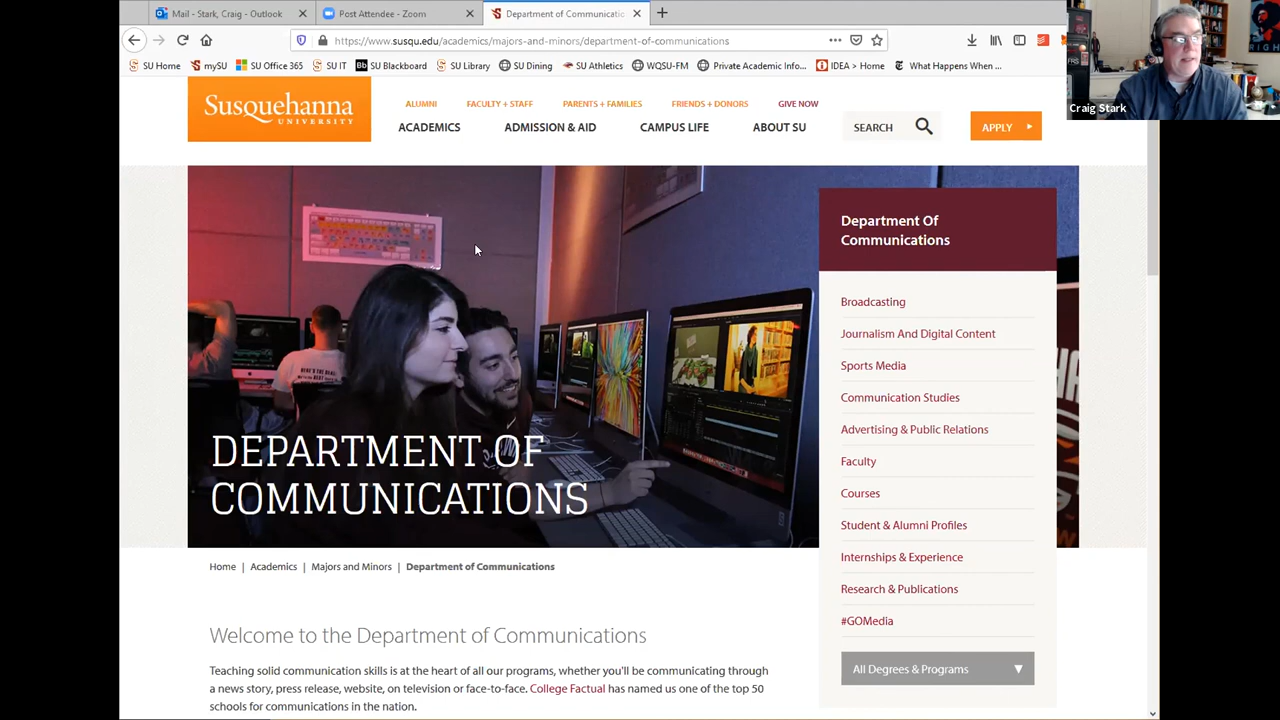 Mail - Stark, Craig - Outlook
Post Attendee - Zoom
Department of Communicatio
https://www.susqu.edu/academics/majors-and-minors/department-of-communications
SU Home
mySU
SU Office 365
SU IT
Bb SU Blackboard
SU Library
SU Dining
SU Athletics
WQSU-FM
Private Academic Info...
IDEA > Home
What Happens When ...
Craig Stark
Susquehanna
UNIVERSITY
ALUMNI
FACULTY + STAFF
PARENTS + FAMILIES
FRIENDS + DONORS
GIVE NOW
ACADEMICS
ADMISSION & AID
CAMPUS LIFE
ABOUT SU
SEARCH
APPLY
DEPARTMENT OF
COMMUNICATIONS
Department Of
Communications
Broadcasting
Journalism And Digital Content
Sports Media
Communication Studies
Advertising & Public Relations
Faculty
Courses
Student & Alumni Profiles
Internships & Experience
Research & Publications
#GOMedia
All Degrees & Programs
Home | Academics | Majors and Minors | Department of Communications
Welcome to the Department of Communications
Teaching solid communication skills is at the heart of all our programs, whether you'll be communicating through
a news story, press release, website, on television or face-to-face. College Factual has named us one of the top 50
schools for communications in the nation.